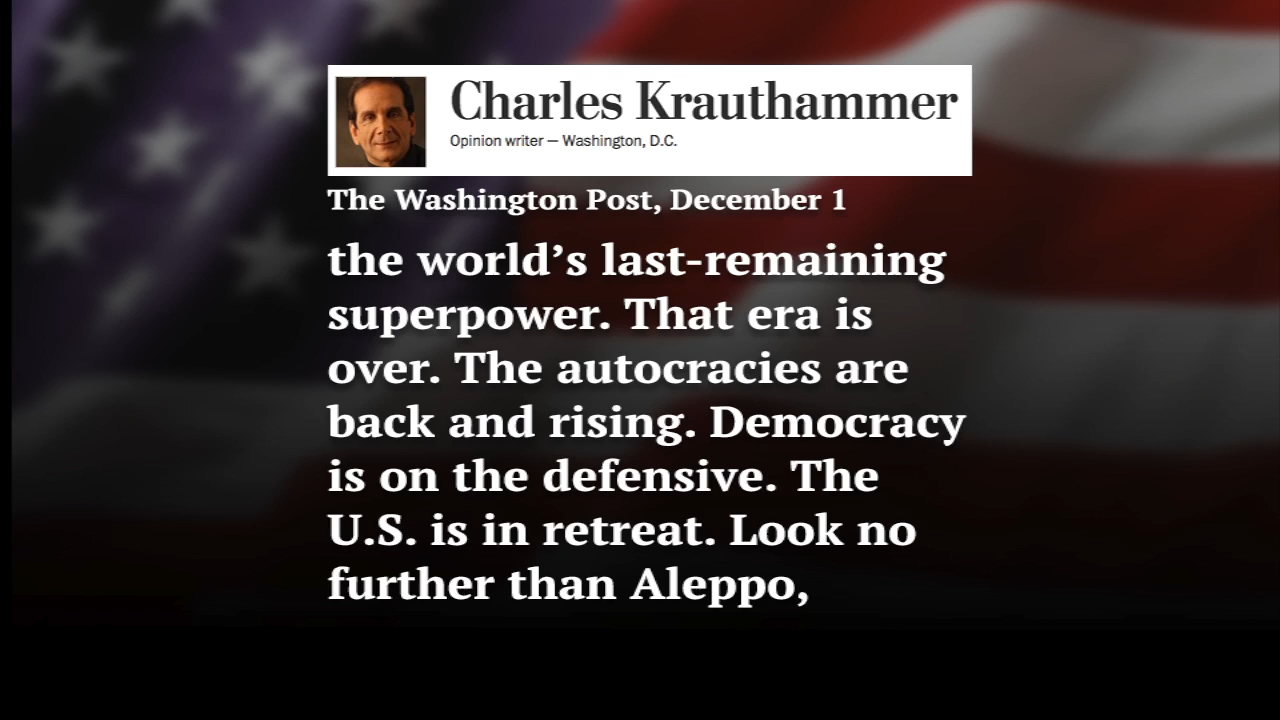 Charles Krauthammer
Opinion writer — Washington, D.C.
The Washington Post, December 1
the world’s last-remaining
superpower. That era is
over. The autocracies are
back and rising. Democracy
is on the defensive. The
U.S. is in retreat. Look no
further than Aleppo,